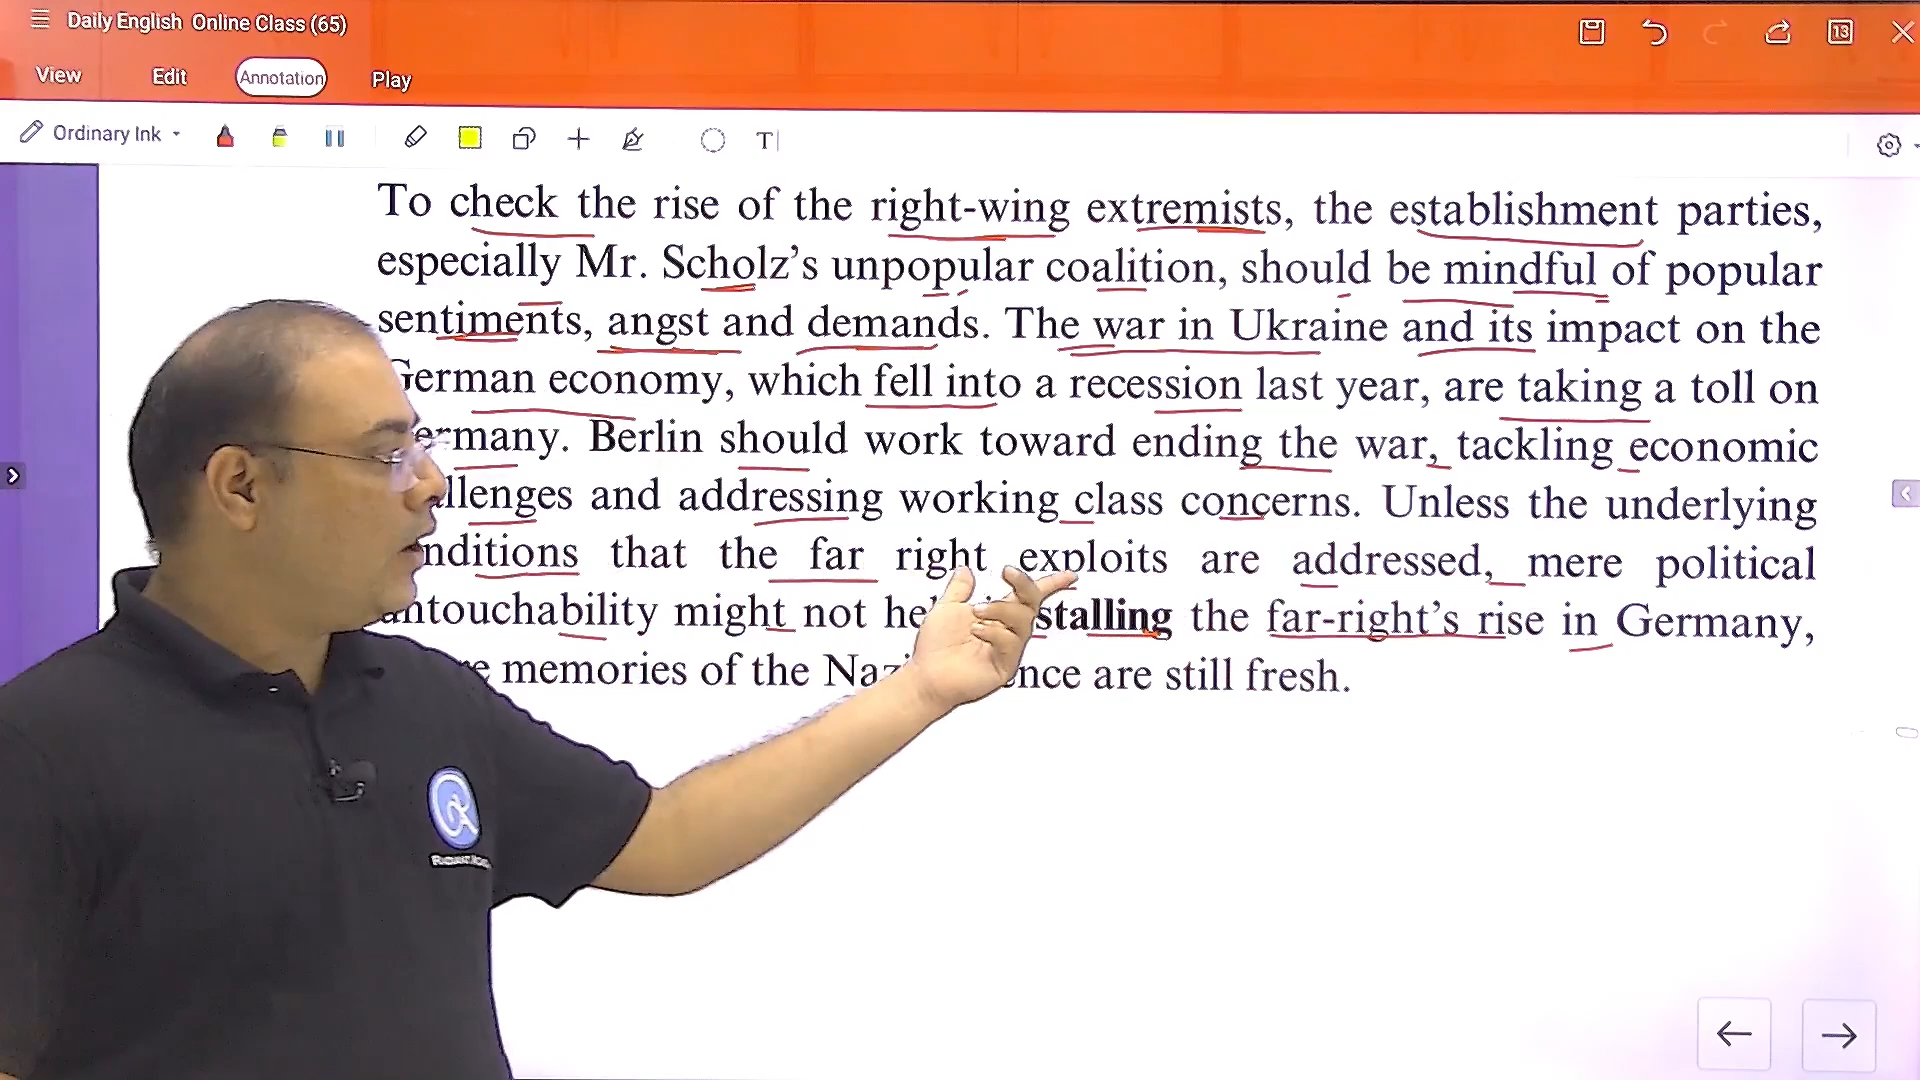 Daily English Online Class (65)
13
View Edit Annotation Play
Ordinary Ink
T
To check the rise of the right-wing extremists, the establishment parties,
especially Mr. Scholz's unpopular coalition, should be mindful of popular
sentiments, angst and demands. The war in Ukraine and its impact on the
German economy, which fell into a recession last year, are taking a toll on
ermany. Berlin should work toward ending the war, tackling economic
llenges and addressing working class concerns. Unless the underlying
nditions that the far right exploits are addressed, mere political
untouchability might not he stalling the far-right's rise in Germany,
memories of the Naz nce are still fresh.